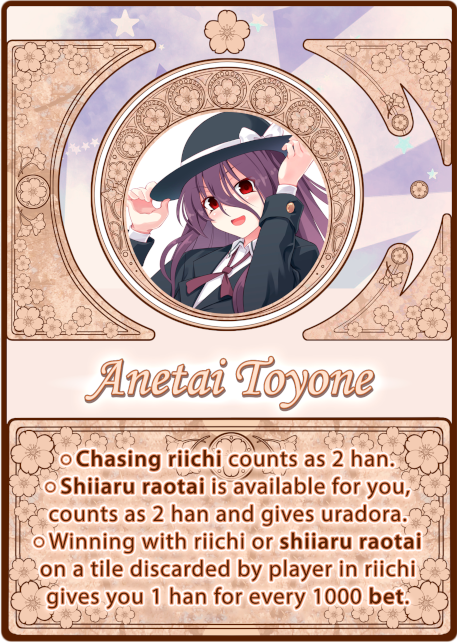 Anetai Toyone
○ Chasing riichi counts as 2 han.
○ Shiiaru raotai is available for you,
counts as 2 han and gives uradora.
○ Winning with riichi or shiiaru raotai
on a tile discarded by player in riichi
gives you 1 han for every 1000 bet.